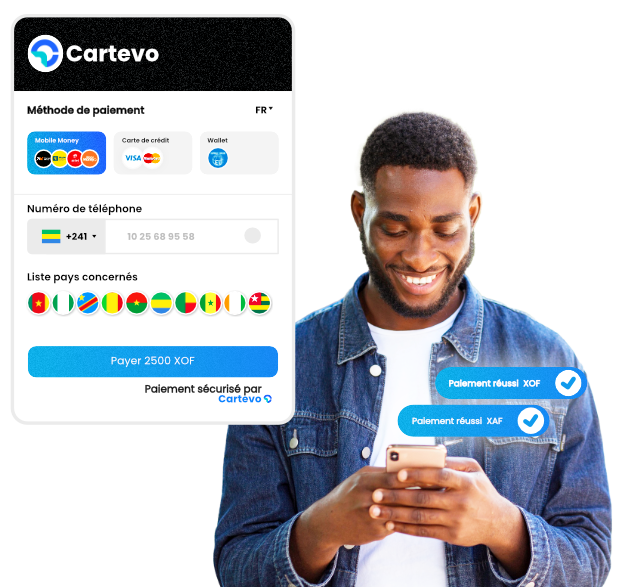 Cartevo
Méthode de paiement
FR
Mobile Money
Carte de crédit
Wallet
VISA
Numéro de téléphone
+241
10 25 68 95 58
Liste pays concernés
Payer 2500 XOF
Paiement sécurisé par
Cartevo
Paiement réussi XOF
Paiement réussi XAF